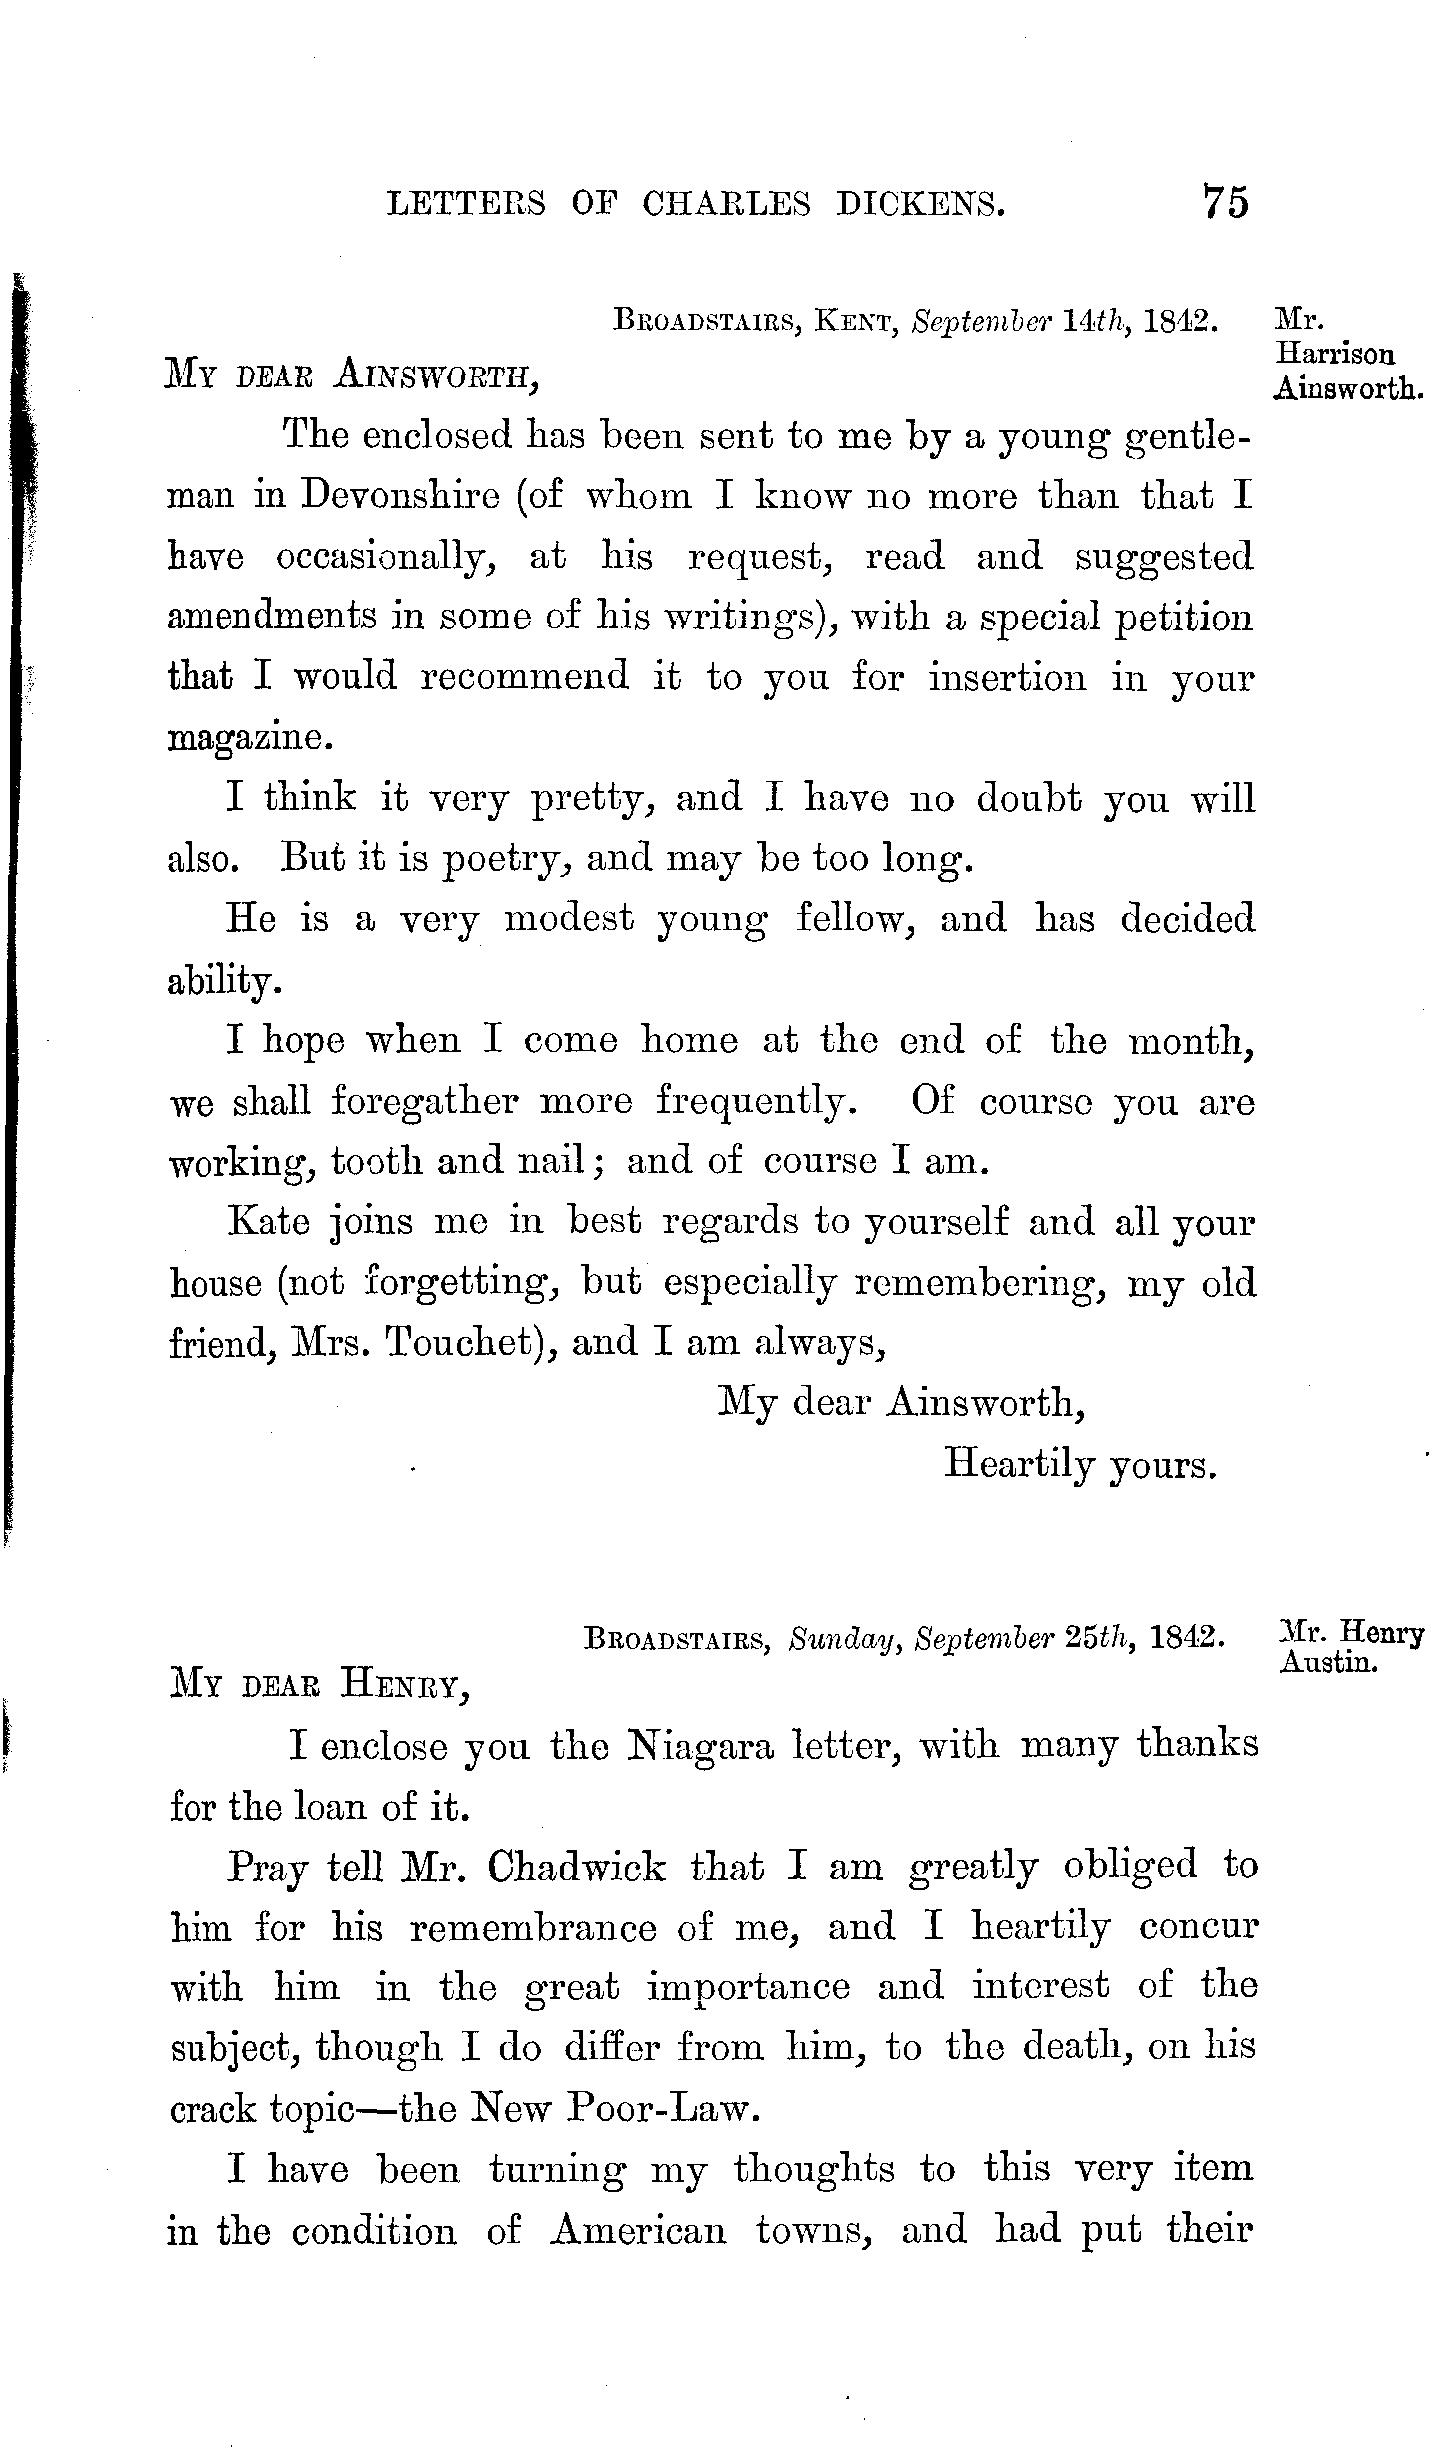 LETTERS OF CHARLES DICKENS. 75
BROADSTAIRS, KENT, September 14th, 1842.
Mr.
Harrison
Ainsworth.
MY DEAR AINSWORTH,
The enclosed has been sent to me by a young gentle-
man in Devonshire (of whom I know no more than that I
have occasionally, at his request, read and suggested
amendments in some of his writings), with a special petition
that I would recommend it to you for insertion in your
magazine.
I think it very pretty, and I have no doubt you will
also. But it is poetry, and may be too long.
He is a very modest young fellow, and has decided
ability.
I hope when I come home at the end of the month,
we shall foregather more frequently. Of course you are
working, tooth and nail; and of course I am.
Kate joins me in best regards to yourself and all your
house (not forgetting, but especially remembering, my old
friend, Mrs. Touchet), and I am always,
My dear Ainsworth,
Heartily yours.
BROADSTAIRS, Sunday, September 25th, 1842.
Mr. Henry
Austin.
MY DEAR HENRY,
I enclose you the Niagara letter, with many thanks
for the loan of it.
Pray tell Mr. Chadwick that I am greatly obliged to
him for his remembrance of me, and I heartily concur
with him in the great importance and interest of the
subject, though I do differ from him, to the death, on his
crack topic—the New Poor-Law.
I have been turning my thoughts to this very item
in the condition of American towns, and had put their